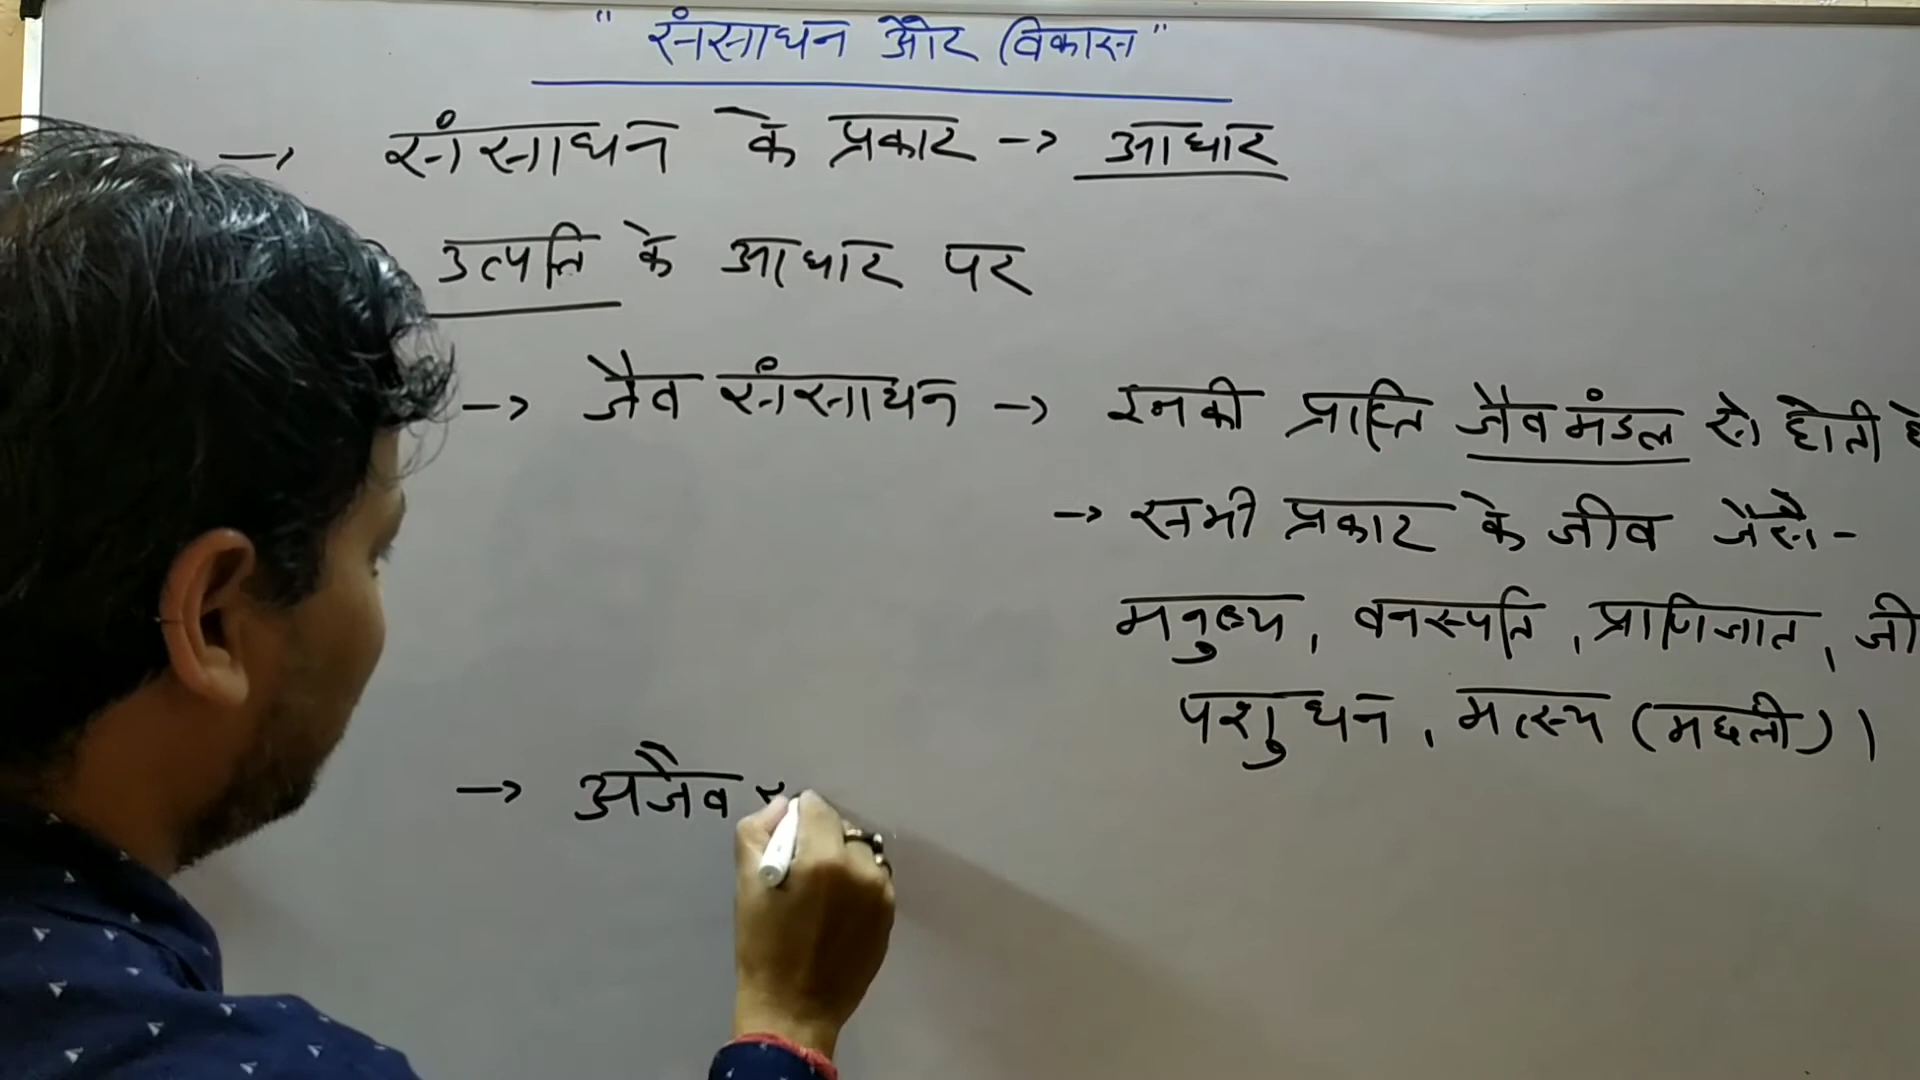 "संसाधन और विकास"
→ संसाधन के प्रकार → आधार
उत्पत्ति के आधार पर
→ जैव संसाधन → इनकी प्राप्ति जैव मंडल से होती
→ सभी प्रकार के जीव जैसे-
मनुष्य, वनस्पति, प्राणिजात, जी
पशुधन, मत्स्य (मछली)।
→ अजैव